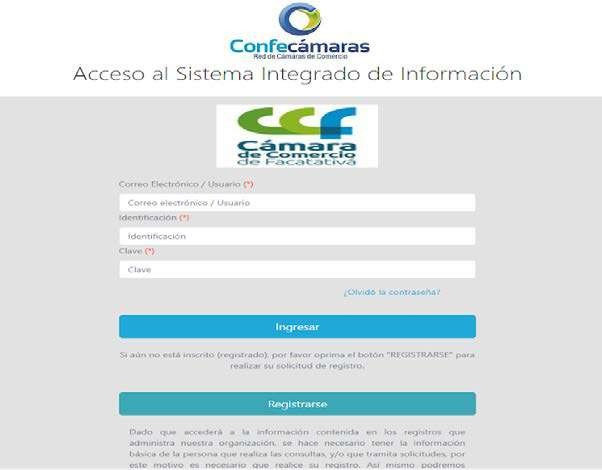 Confecámaras
Red de Cámaras de Comercio
Acceso al Sistema Integrado de Información
ccf
Cámara
de Comercio
de Facatativá
Correo Electrónico / Usuario (*)
Correo electrónico / Usuario
Identificación (*)
Identificación
Clave (*)
Clave
¿Olvidó la contraseña?
Ingresar
Si aún no está inscrito (registrado), por favor oprima el botón "REGISTRARSE" para
realizar su solicitud de registro.
Registrarse
Dado que accederá a la información contenida en los registros que
administra nuestra organización, se hace necesario tener la información
básica de la persona que realiza las consultas, y/o que tramita solicitudes, por
este motivo es necesario que realice su registro. Así mismo podremos